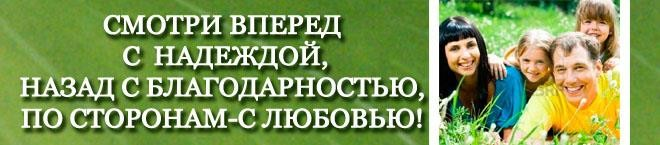 СМОТРИ ВПЕРЕД
С НАДЕЖДОЙ,
НАЗАД С БЛАГОДАРНОСТЬЮ,
ПО СТОРОНАМ-С ЛЮБОВЬЮ!